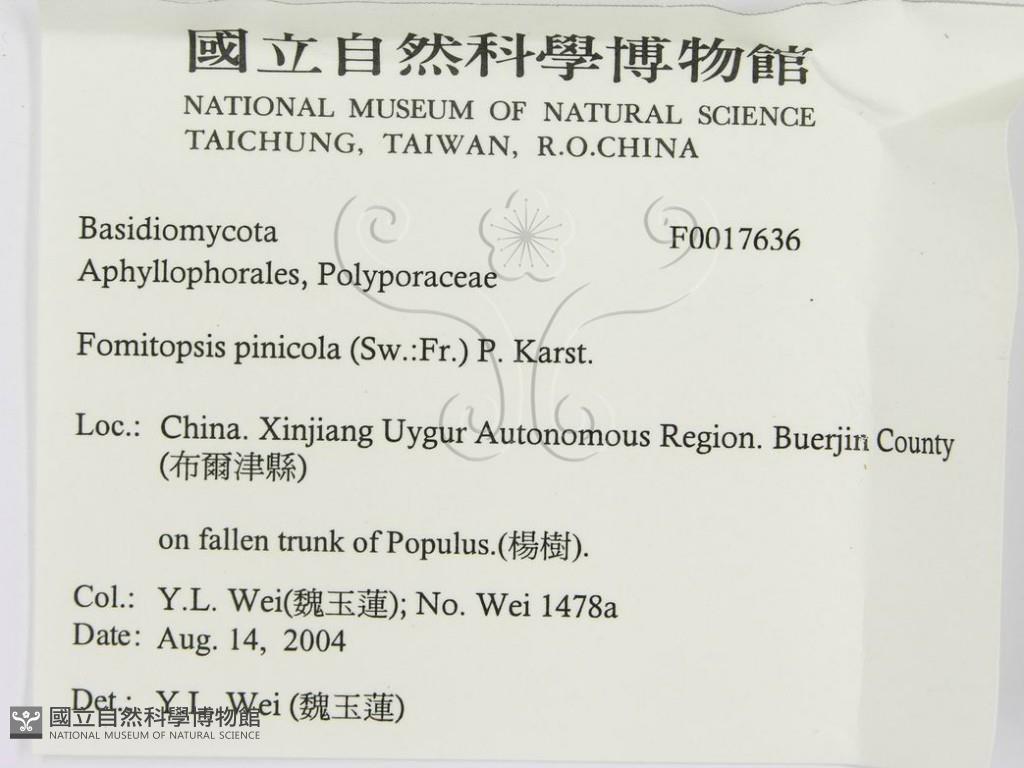 國立自然科學博物館
NATIONAL MUSEUM OF NATURAL SCIENCE
TAICHUNG, TAIWAN, R.O.CHINA
Basidiomycota F0017636
Aphyllophorales, Polyporaceae
Fomitopsis pinicola (Sw.:Fr.) P. Karst.
Loc.: China. Xinjiang Uygur Autonomous Region. Buerjin County
(布爾津縣)
on fallen trunk of Populus.(楊樹).
Col.: Y.L. Wei(魏玉蓮); No. Wei 1478a
Date: Aug. 14, 2004
Det.: Y.L. Wei (魏玉蓮)
國立自然科學博物館
NATIONAL MUSEUM OF NATURAL SCIENCE